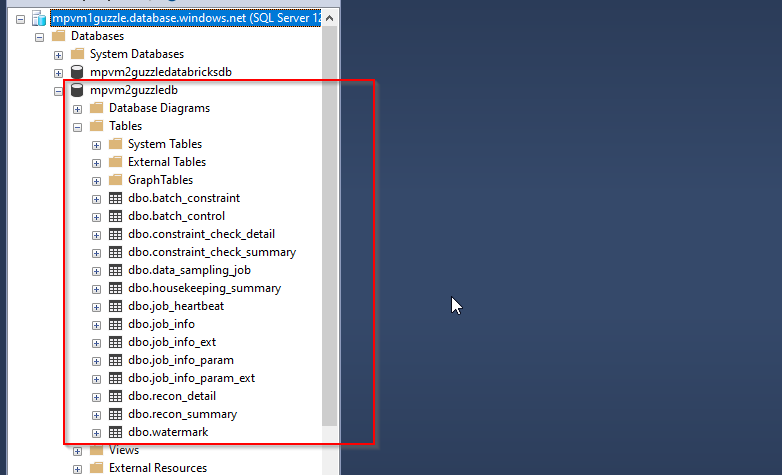 mpvm1guzzle.database.windows.net (SQL Server 12
Databases
System Databases
mpvm2guzzledatabricksdb
mpvm2guzzledb
Database Diagrams
Tables
System Tables
External Tables
GraphTables
dbo.batch_constraint
dbo.batch_control
dbo.constraint_check_detail
dbo.constraint_check_summary
dbo.data_sampling_job
dbo.housekeeping_summary
dbo.job_heartbeat
dbo.job_info
dbo.job_info_ext
dbo.job_info_param
dbo.job_info_param_ext
dbo.recon_detail
dbo.recon_summary
dbo.watermark
Views
External Resources